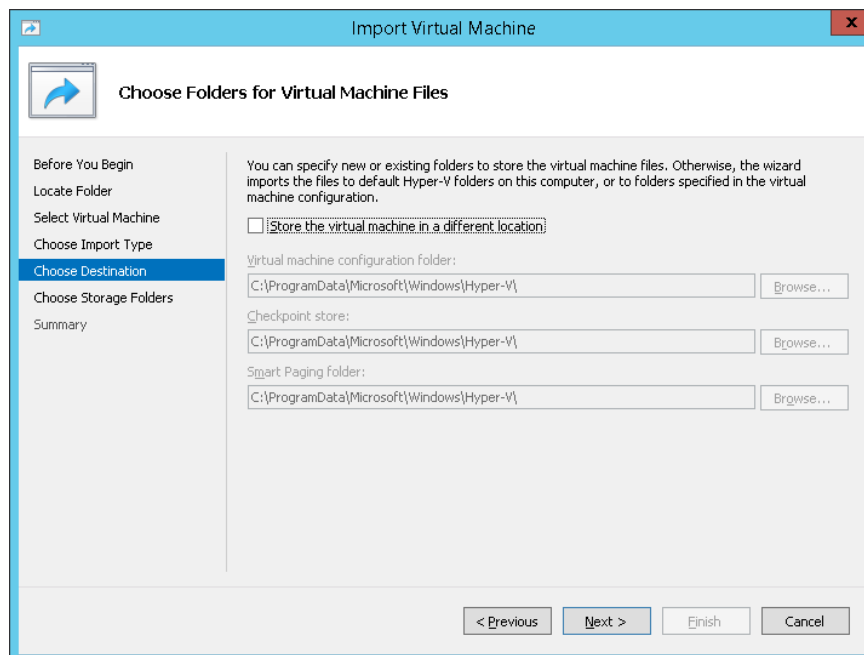 Import Virtual Machine
x
Choose Folders for Virtual Machine Files
Before You Begin
Locate Folder
Select Virtual Machine
Choose Import Type
Choose Destination
Choose Storage Folders
Summary
You can specify new or existing folders to store the virtual machine files. Otherwise, the wizard
imports the files to default Hyper-V folders on this computer, or to folders specified in the virtual
machine configuration.
Store the virtual machine in a different location
Virtual machine configuration folder:
C:\ProgramData\Microsoft\Windows\Hyper-V\
Browse...
Checkpoint store:
C:\ProgramData\Microsoft\Windows\Hyper-V\
Browse...
Smart Paging folder:
C:\ProgramData\Microsoft\Windows\Hyper-V\
Browse...
< Previous
Next >
Finish
Cancel